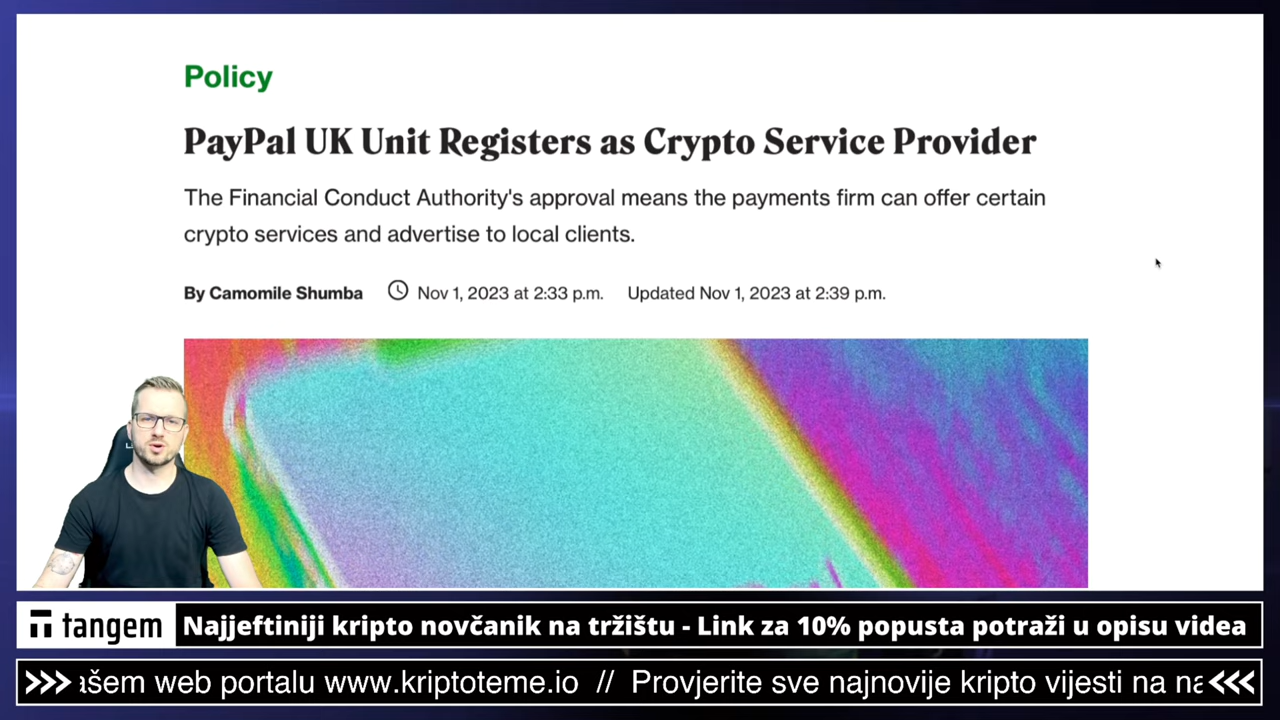 Policy
PayPal UK Unit Registers as Crypto Service Provider
The Financial Conduct Authority's approval means the payments firm can offer certain
crypto services and advertise to local clients.
By Camomile Shumba Nov 1, 2023 at 2:33 p.m. Updated Nov 1, 2023 at 2:39 p.m.
tangem Najjeftiniji kripto novčanik na tržištu - Link za 10% popusta potraži u opisu videa
>>> ašem web portalu www.kriptoteme.io // Provjerite sve najnovije kripto vijesti na na <<<